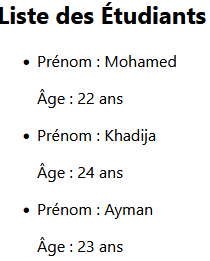 Liste des Étudiants
• Prénom : Mohamed
Âge : 22 ans
• Prénom : Khadija
Âge : 24 ans
• Prénom : Ayman
Âge : 23 ans